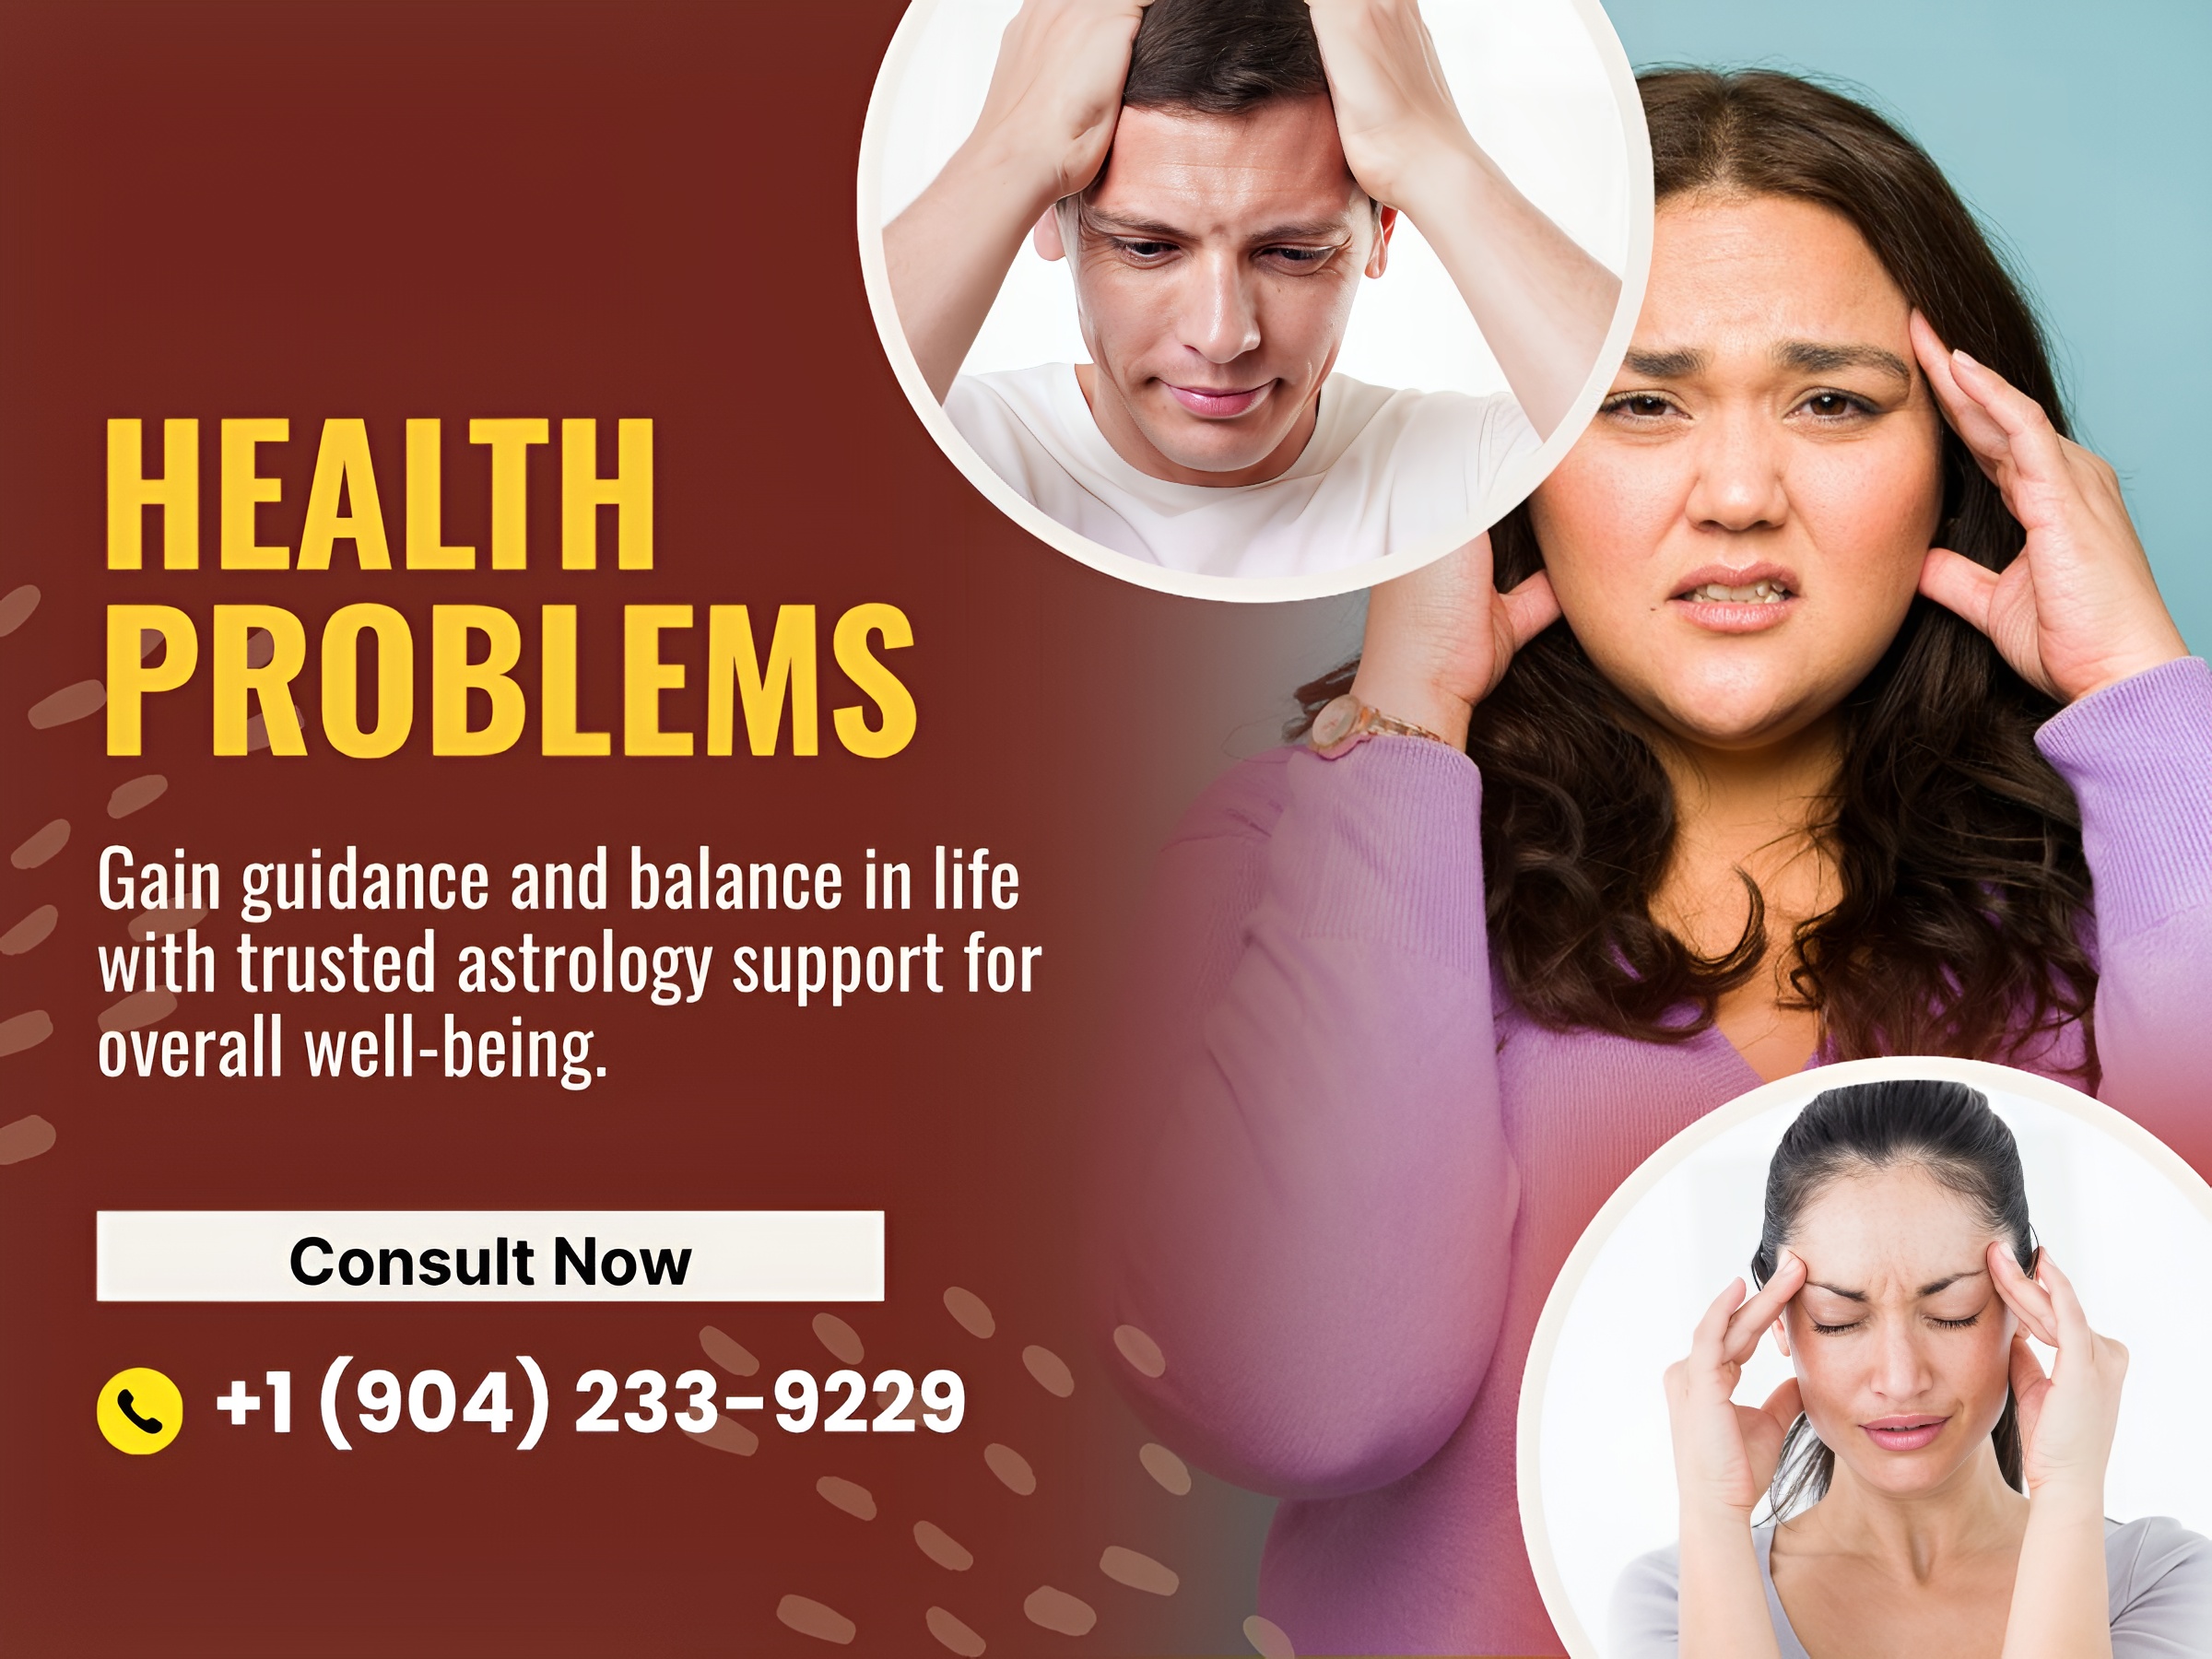 HEALTH
PROBLEMS
Gain guidance and balance in life
with trusted astrology support for
overall well-being.
Consult Now
+1 (904) 233-9229